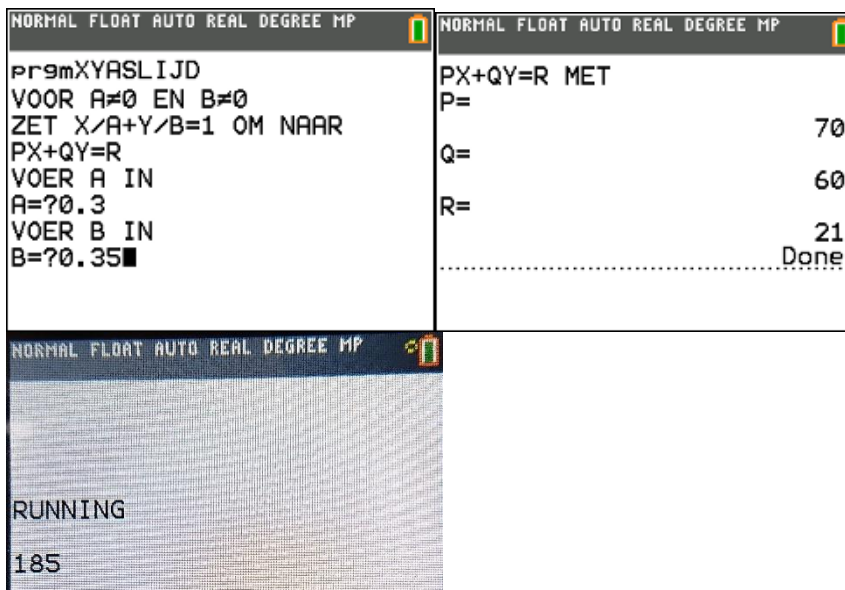 NORMAL FLOAT AUTO REAL DEGREE MP
prgmXYASLIJD
VOOR A≠0 EN B≠0
ZET X/A+Y/B=1 OM NAAR
PX+QY=R
VOER A IN
A=?0.3
VOER B IN
B=?0.35
NORMAL FLOAT AUTO REAL DEGREE MP
PX+QY=R MET
P=
70
Q=
60
R=
21
Done
NORMAL FLOAT AUTO REAL DEGREE MP
RUNNING
185